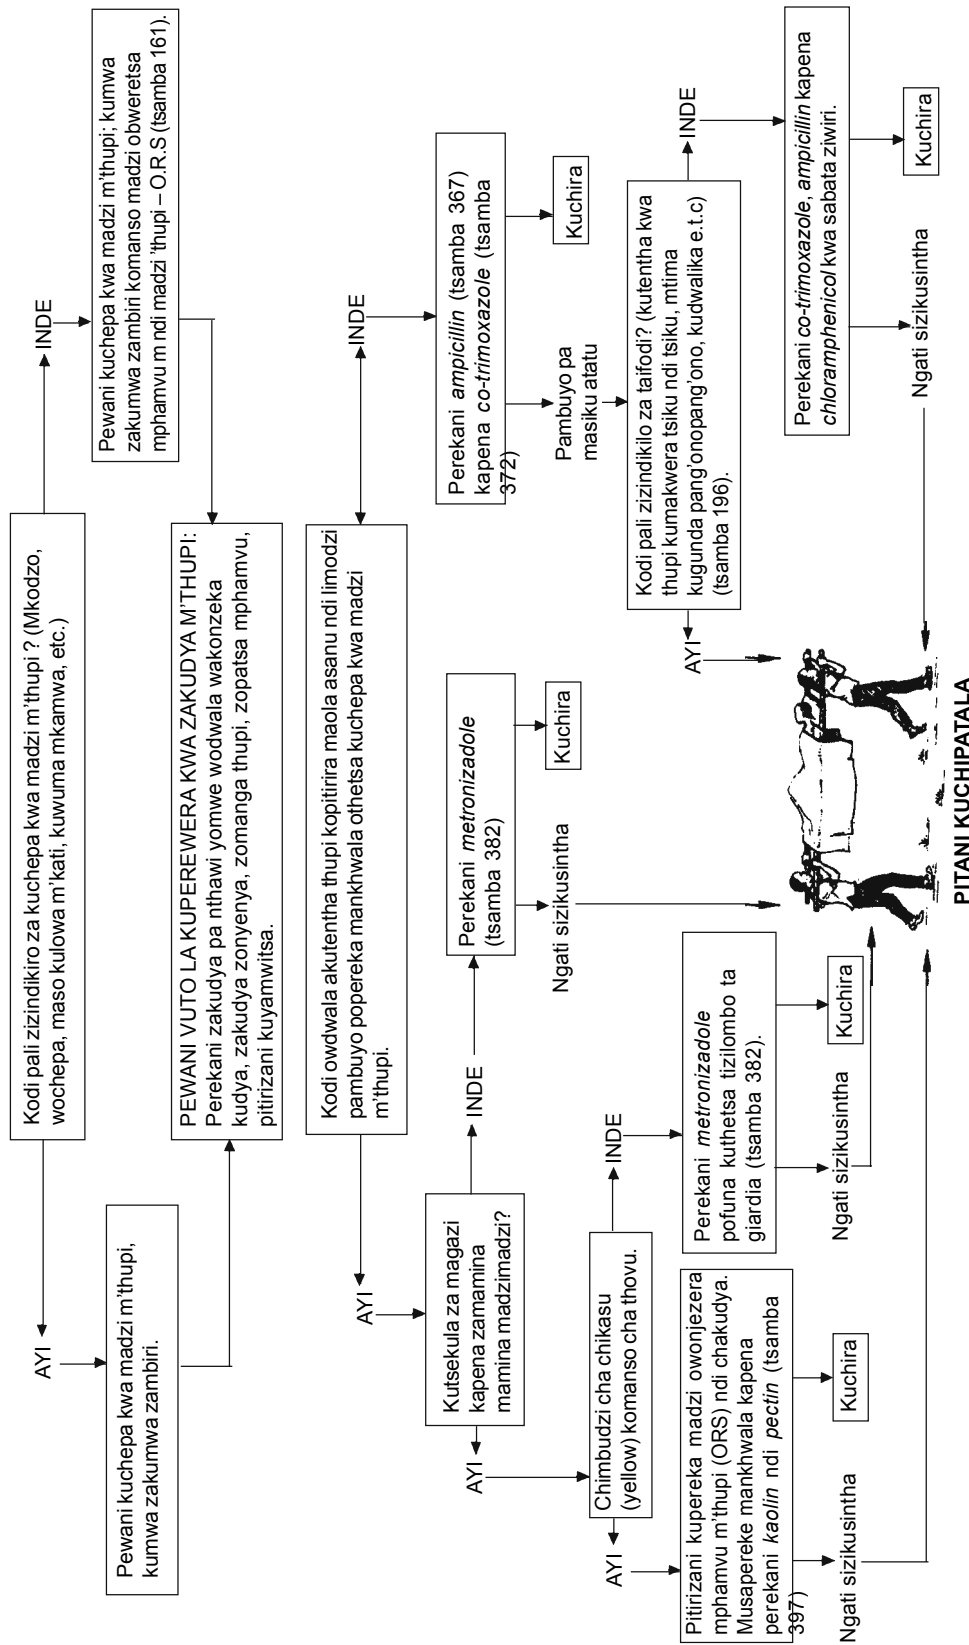 Kodi pali zizindikiro za kuchepa kwa madzi m'thupi ? (Mkodzo,
wochepa, maso kulowa m'kati, kuwuma mkamwa, etc.)
AYI
INDE
Pewani kuchepa kwa madzi m'thupi,
kumwa zakumwa zambiri.
Pewani kuchepa kwa madzi m'thupi; kumwa
zakumwa zambiri komanso madzi obweretsa
mphamvu m ndi madzi 'thupi – O.R.S (tsamba 161).
PEWANI VUTO LA KUPEREWERA KWA ZAKUDYA M'THUPI:
Perekani zakudya pa nthawi yomwe wodwala wakonzeka
kudya, zakudya zonyenya, zomanga thupi, zopatsa mphamvu,
pitirizani kuyamwitsa.
Kodi owdwala akutentha thupi kopitirira maola asanu ndi limodzi
pambuyo popereka mankhwala othetsa kuchepa kwa madzi
m'thupi.
AYI
INDE
Kutsekula za magazi
kapena zamamina
mamina madzimadzi?
AYI
INDE
Perekani metronizadole
(tsamba 382)
Ngati sizikusintha
Kuchira
Perekani ampicillin (tsamba 367)
kapena co-trimoxazole (tsamba
372)
Pambuyo pa
masiku atatu
Kuchira
Chimbudzi cha chikasu
(yellow) komanso cha thovu.
AYI
INDE
Kodi pali zizindikilo za taifodi? (kutentha kwa
thupi kumakwera tsiku ndi tsiku, mtima
kugunda pang'onopang'ono, kudwalika e.t.c)
(tsamba 196).
AYI
INDE
Pitirizani kupereka madzi owonjezera
mphamvu m'thupi (ORS) ndi chakudya.
Musapereke mankhwala kapena
perekani kaolin ndi pectin (tsamba
397)
Ngati sizikusintha
Kuchira
Perekani metronizadole
pofuna kuthetsa tizilombo ta
giardia (tsamba 382).
Ngati sizikusintha
Kuchira
Perekani co-trimoxazole, ampicillin kapena
chloramphenicol kwa sabata ziwiri.
Ngati sizikusintha
Kuchira
PITANI KUCHIPATALA